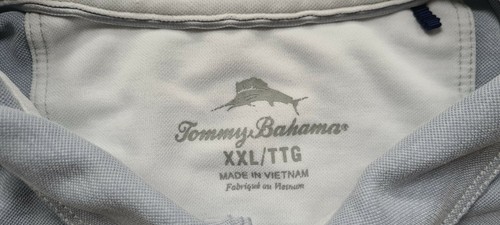 Tommy Bahama®
XXL/TTG
MADE IN VIETNAM
Fabriqué au Vietnam